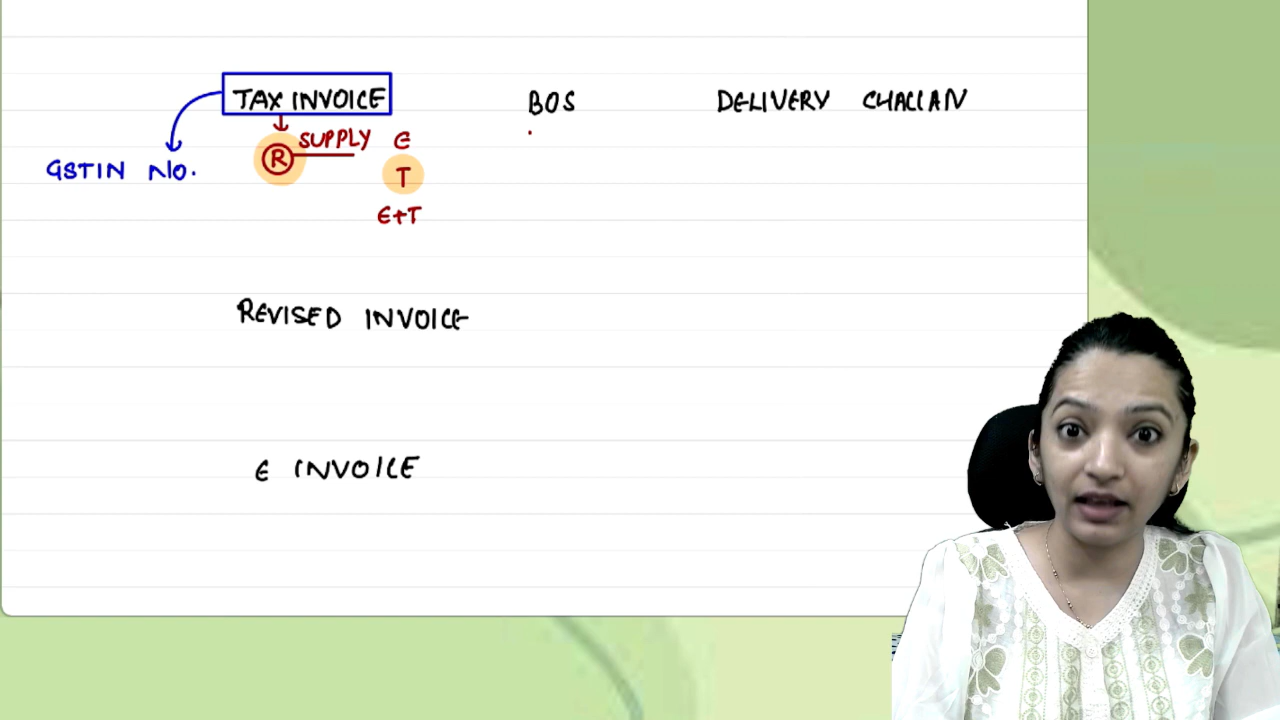 TAX INVOICE BOS DELIVERY CHALLAN
R SUPPLY E
GSTIN NO. T
E+T
REVISED INVOICE
E INVOICE